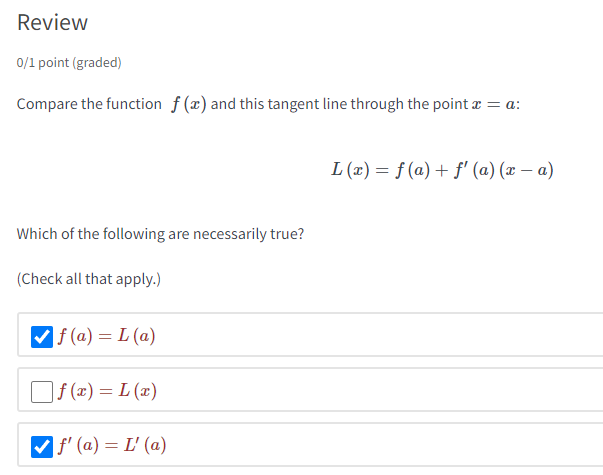 Review
0/1 point (graded)
Compare the function f (x) and this tangent line through the point x = a:
L (x) = f (a) + f′ (a) (x − a)
Which of the following are necessarily true?
(Check all that apply.)
f (a) = L (a)
f (x) = L (x)
f′ (a) = L′ (a)